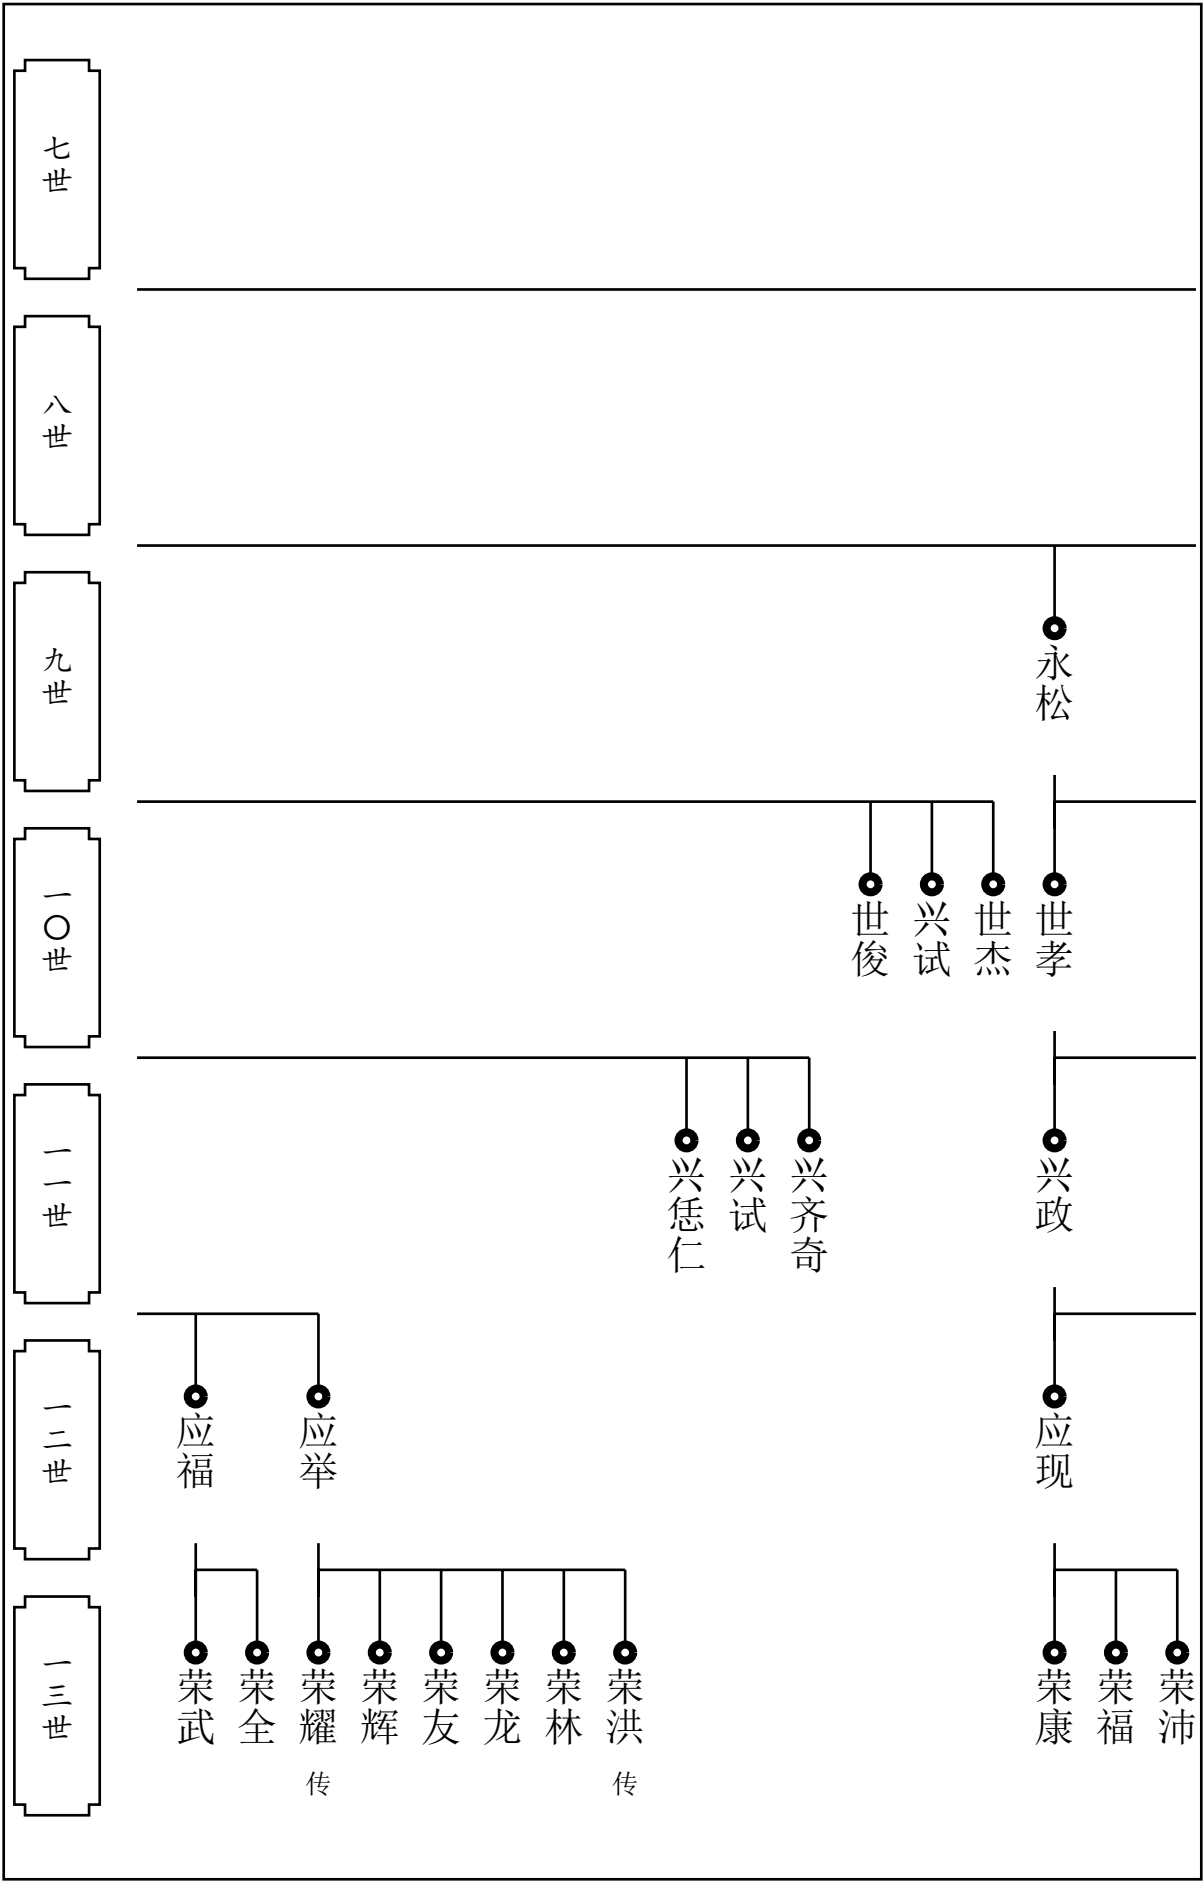 七世
八世
九世
永松
一〇世
世孝
世杰
兴试
世俊
一一世
兴政
兴齐奇
兴试
兴恁仁
一二世
应现
应举
应福
一三世
荣沛
荣福
荣康
荣洪
传
荣林
荣龙
荣友
荣辉
荣耀
传
荣全
荣武